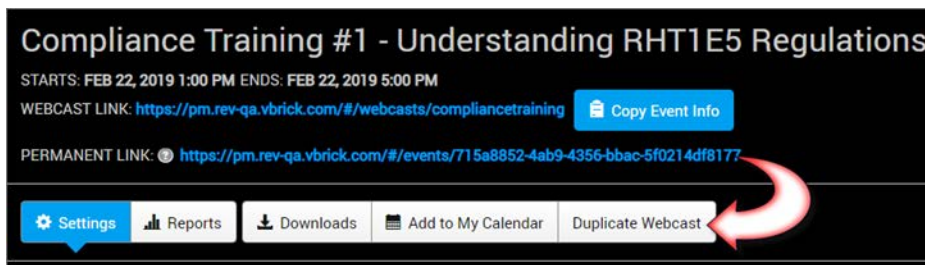 Compliance Training #1 - Understanding RHT1E5 Regulations
STARTS: FEB 22, 2019 1:00 PM ENDS: FEB 22, 2019 5:00 PM
WEBCAST LINK: https://pm.rev-qa.vbrick.com/#/webcasts/compliancetraining Copy Event Info
PERMANENT LINK: https://pm.rev-qa.vbrick.com/#/events/715a8852-4ab9-4356-bbac-5f0214df8177
Settings Reports Downloads Add to My Calendar Duplicate Webcast